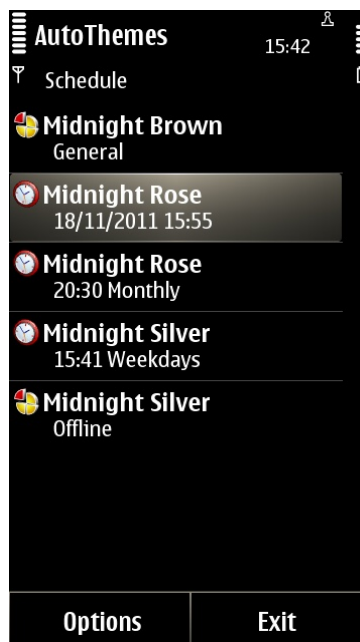 AutoThemes
15:42
Schedule
Midnight Brown
General
Midnight Rose
18/11/2011 15:55
Midnight Rose
20:30 Monthly
Midnight Silver
15:41 Weekdays
Midnight Silver
Offline
Options
Exit